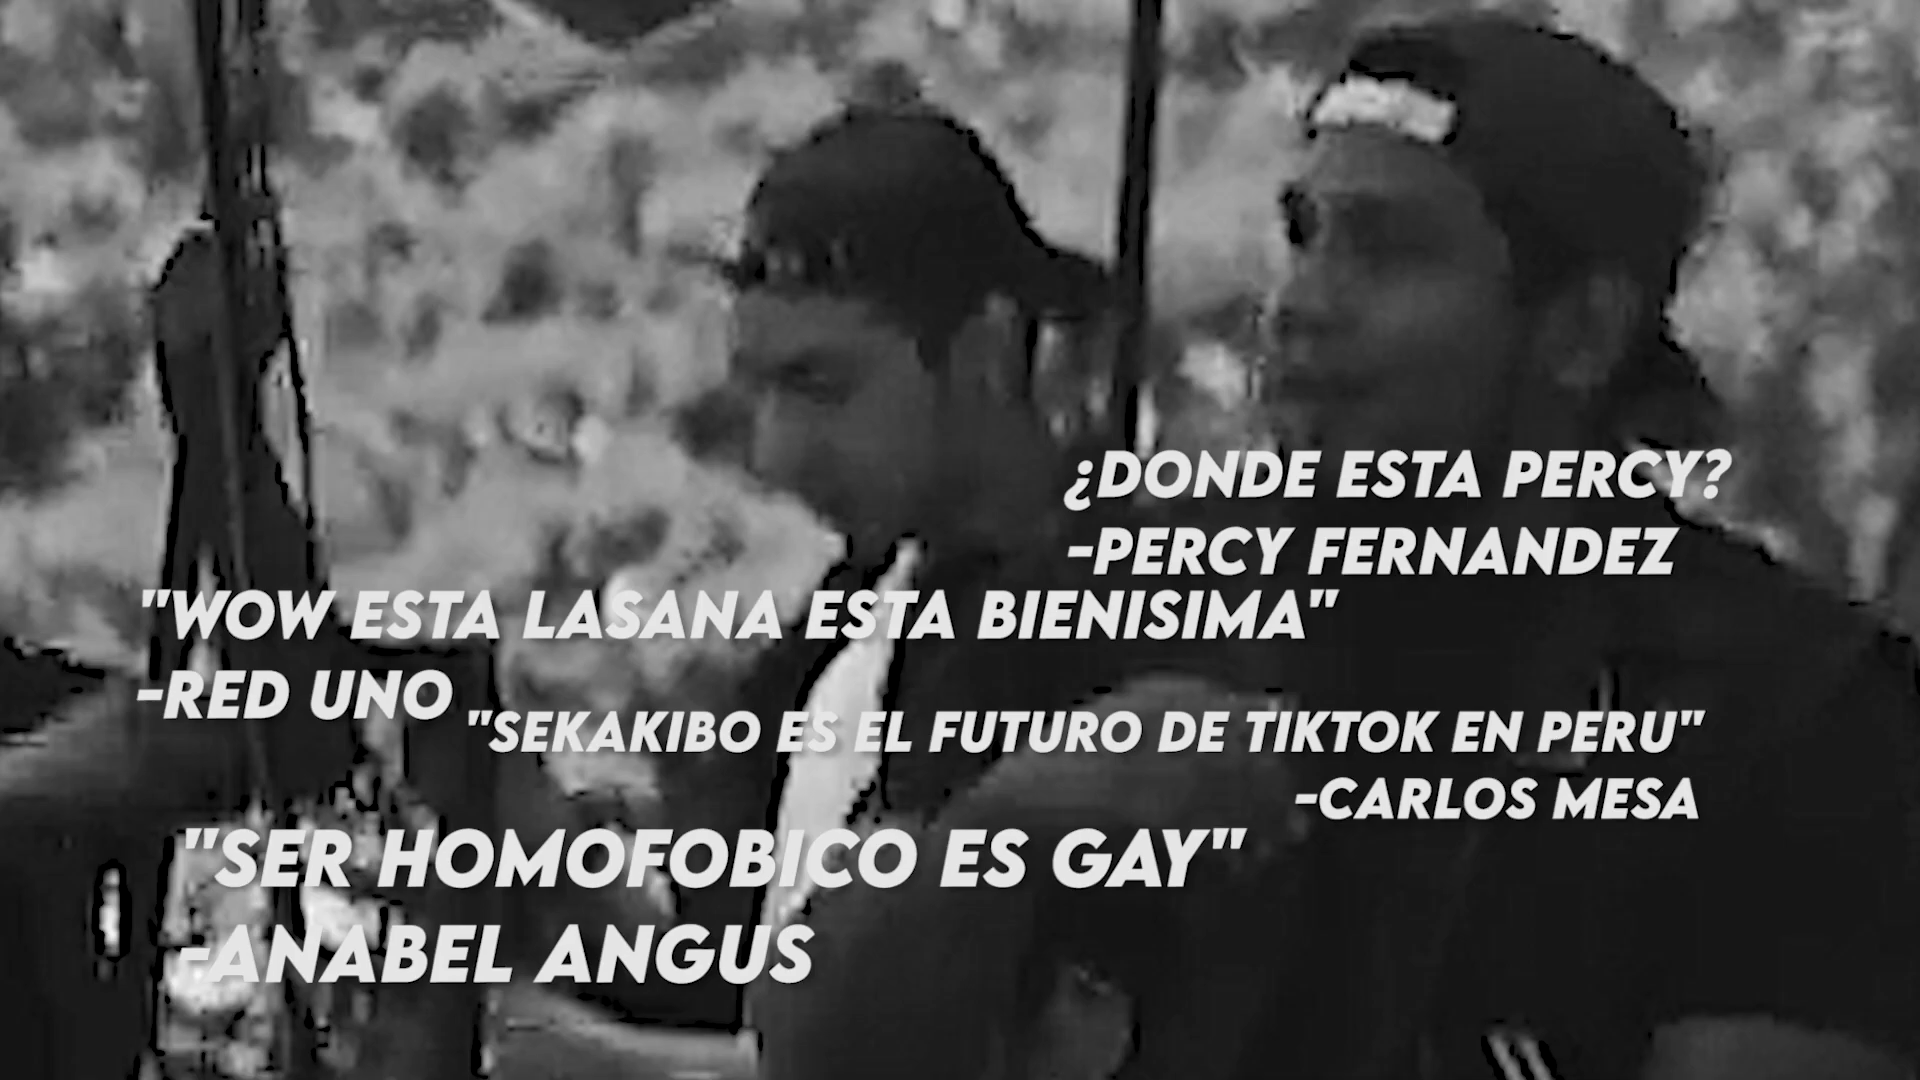 ¿DONDE ESTA PERCY?
-PERCY FERNANDEZ
"WOW ESTA LASANA ESTA BIENISIMA"
-RED UNO
"SEKAKIBO ES EL FUTURO DE TIKTOK EN PERU"
-CARLOS MESA
"SER HOMOFOBICO ES GAY"
-ANABEL ANGUS